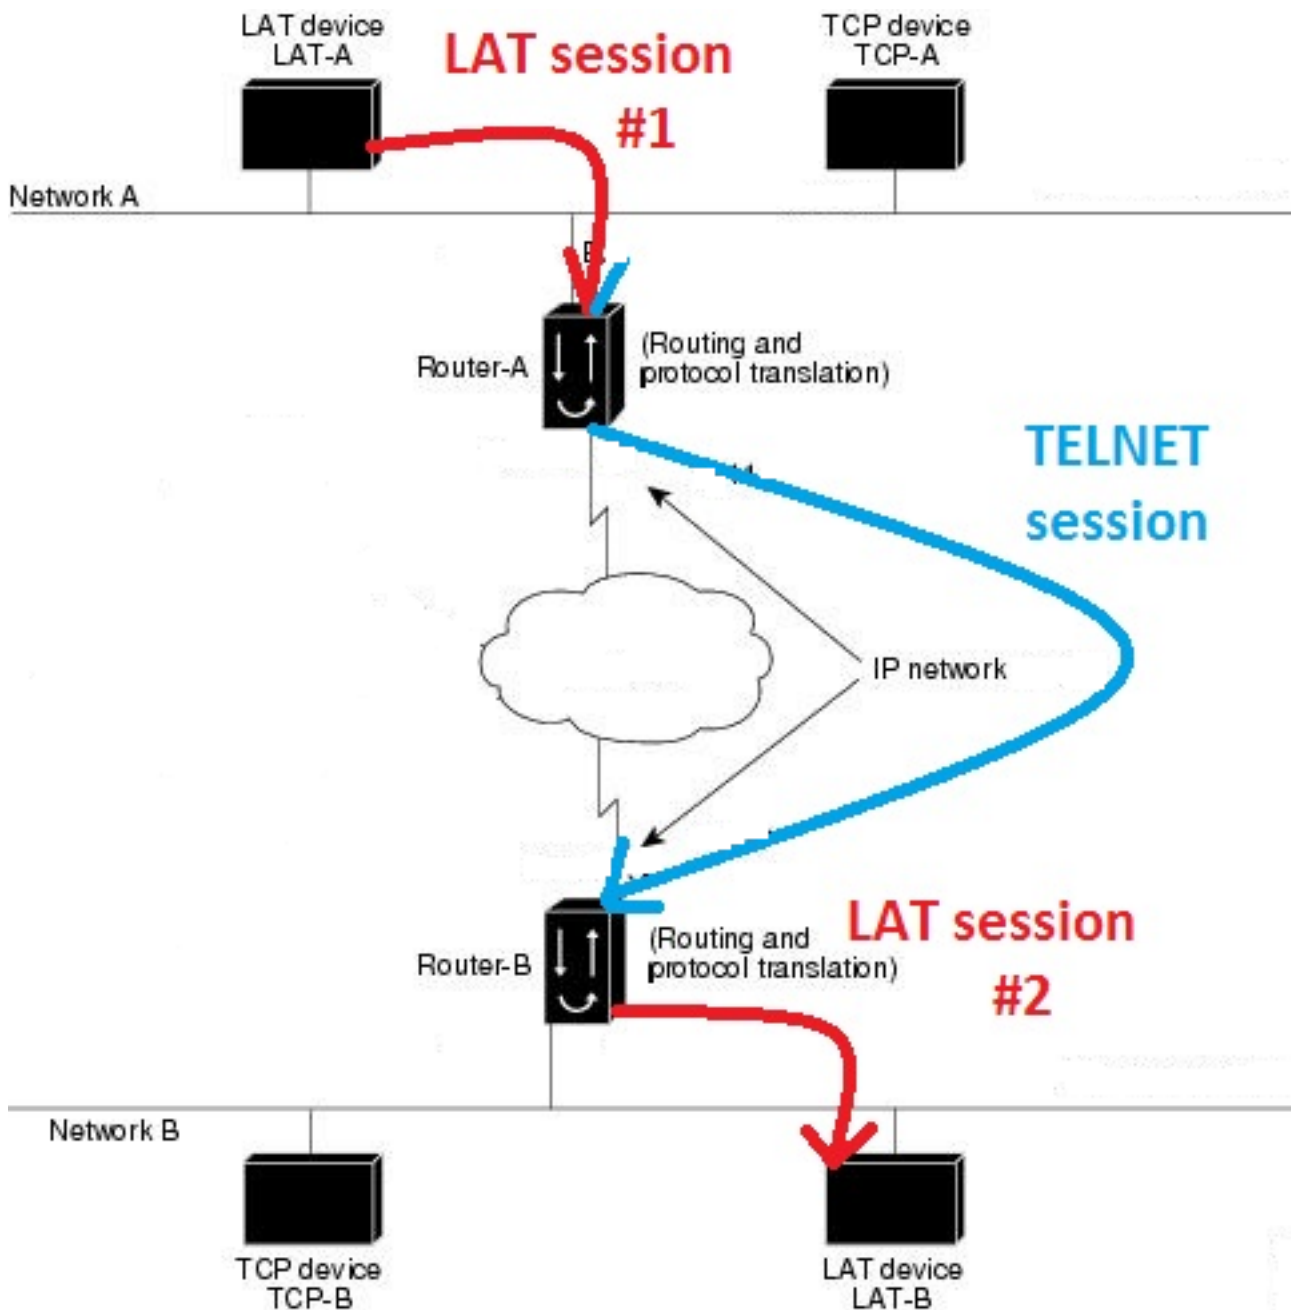 LAT device
LAT-A
LAT session
#1
TCP device
TCP-A
Network A
E
Router-A
(Routing and
protocol translation)
TELNET
session
IP network
Router-B
(Routing and
protocol translation)
LAT session
#2
Network B
TCP device
TCP-B
LAT device
LAT-B